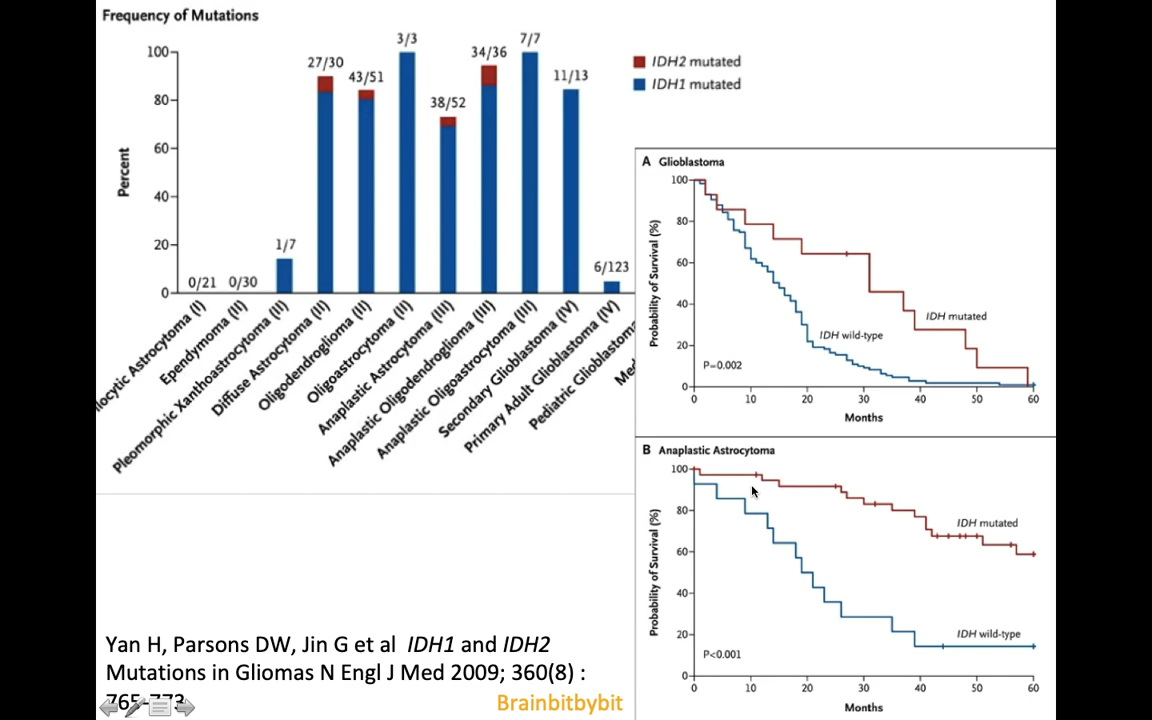 Frequency of Mutations
100
80
60
40
20
0
Percent
0/21
0/30
1/7
27/30
43/51
3/3
38/52
34/36
7/7
11/13
6/123
IDH2 mutated
IDH1 mutated
locytic Astrocytoma (I)
Ependymoma (II)
Pleomorphic Xanthoastrocytoma (II)
Diffuse Astrocytoma (II)
Oligodendroglioma (II)
Oligoastrocytoma (II)
Anaplastic Astrocytoma (III)
Anaplastic Oligodendroglioma (III)
Anaplastic Oligoastrocytoma (III)
Secondary Glioblastoma (IV)
Primary Adult Glioblastoma (IV)
Pediatric Glioblastoma
Med
A Glioblastoma
100
80
60
40
20
0
Probability of Survival (%)
IDH mutated
IDH wild-type
P=0.002
0 10 20 30 40 50 60
Months
B Anaplastic Astrocytoma
100
80
60
40
20
0
Probability of Survival (%)
IDH mutated
IDH wild-type
P<0.001
0 10 20 30 40 50 60
Months
Yan H, Parsons DW, Jin G et al IDH1 and IDH2
Mutations in Gliomas N Engl J Med 2009; 360(8) :
765-773
Brainbitbybit